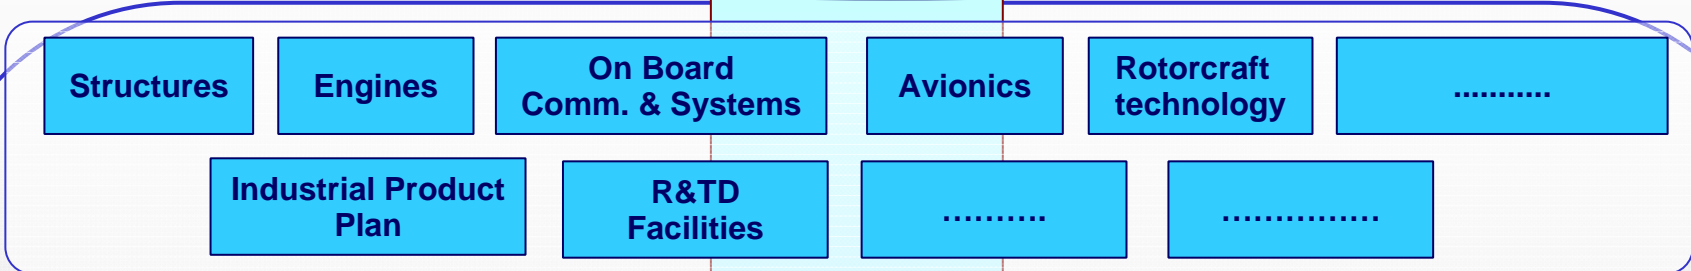 Structures
Engines
On Board
Comm. & Systems
Avionics
Rotorcraft
technology
...........
Industrial Product
Plan
R&TD
Facilities
……….
……………